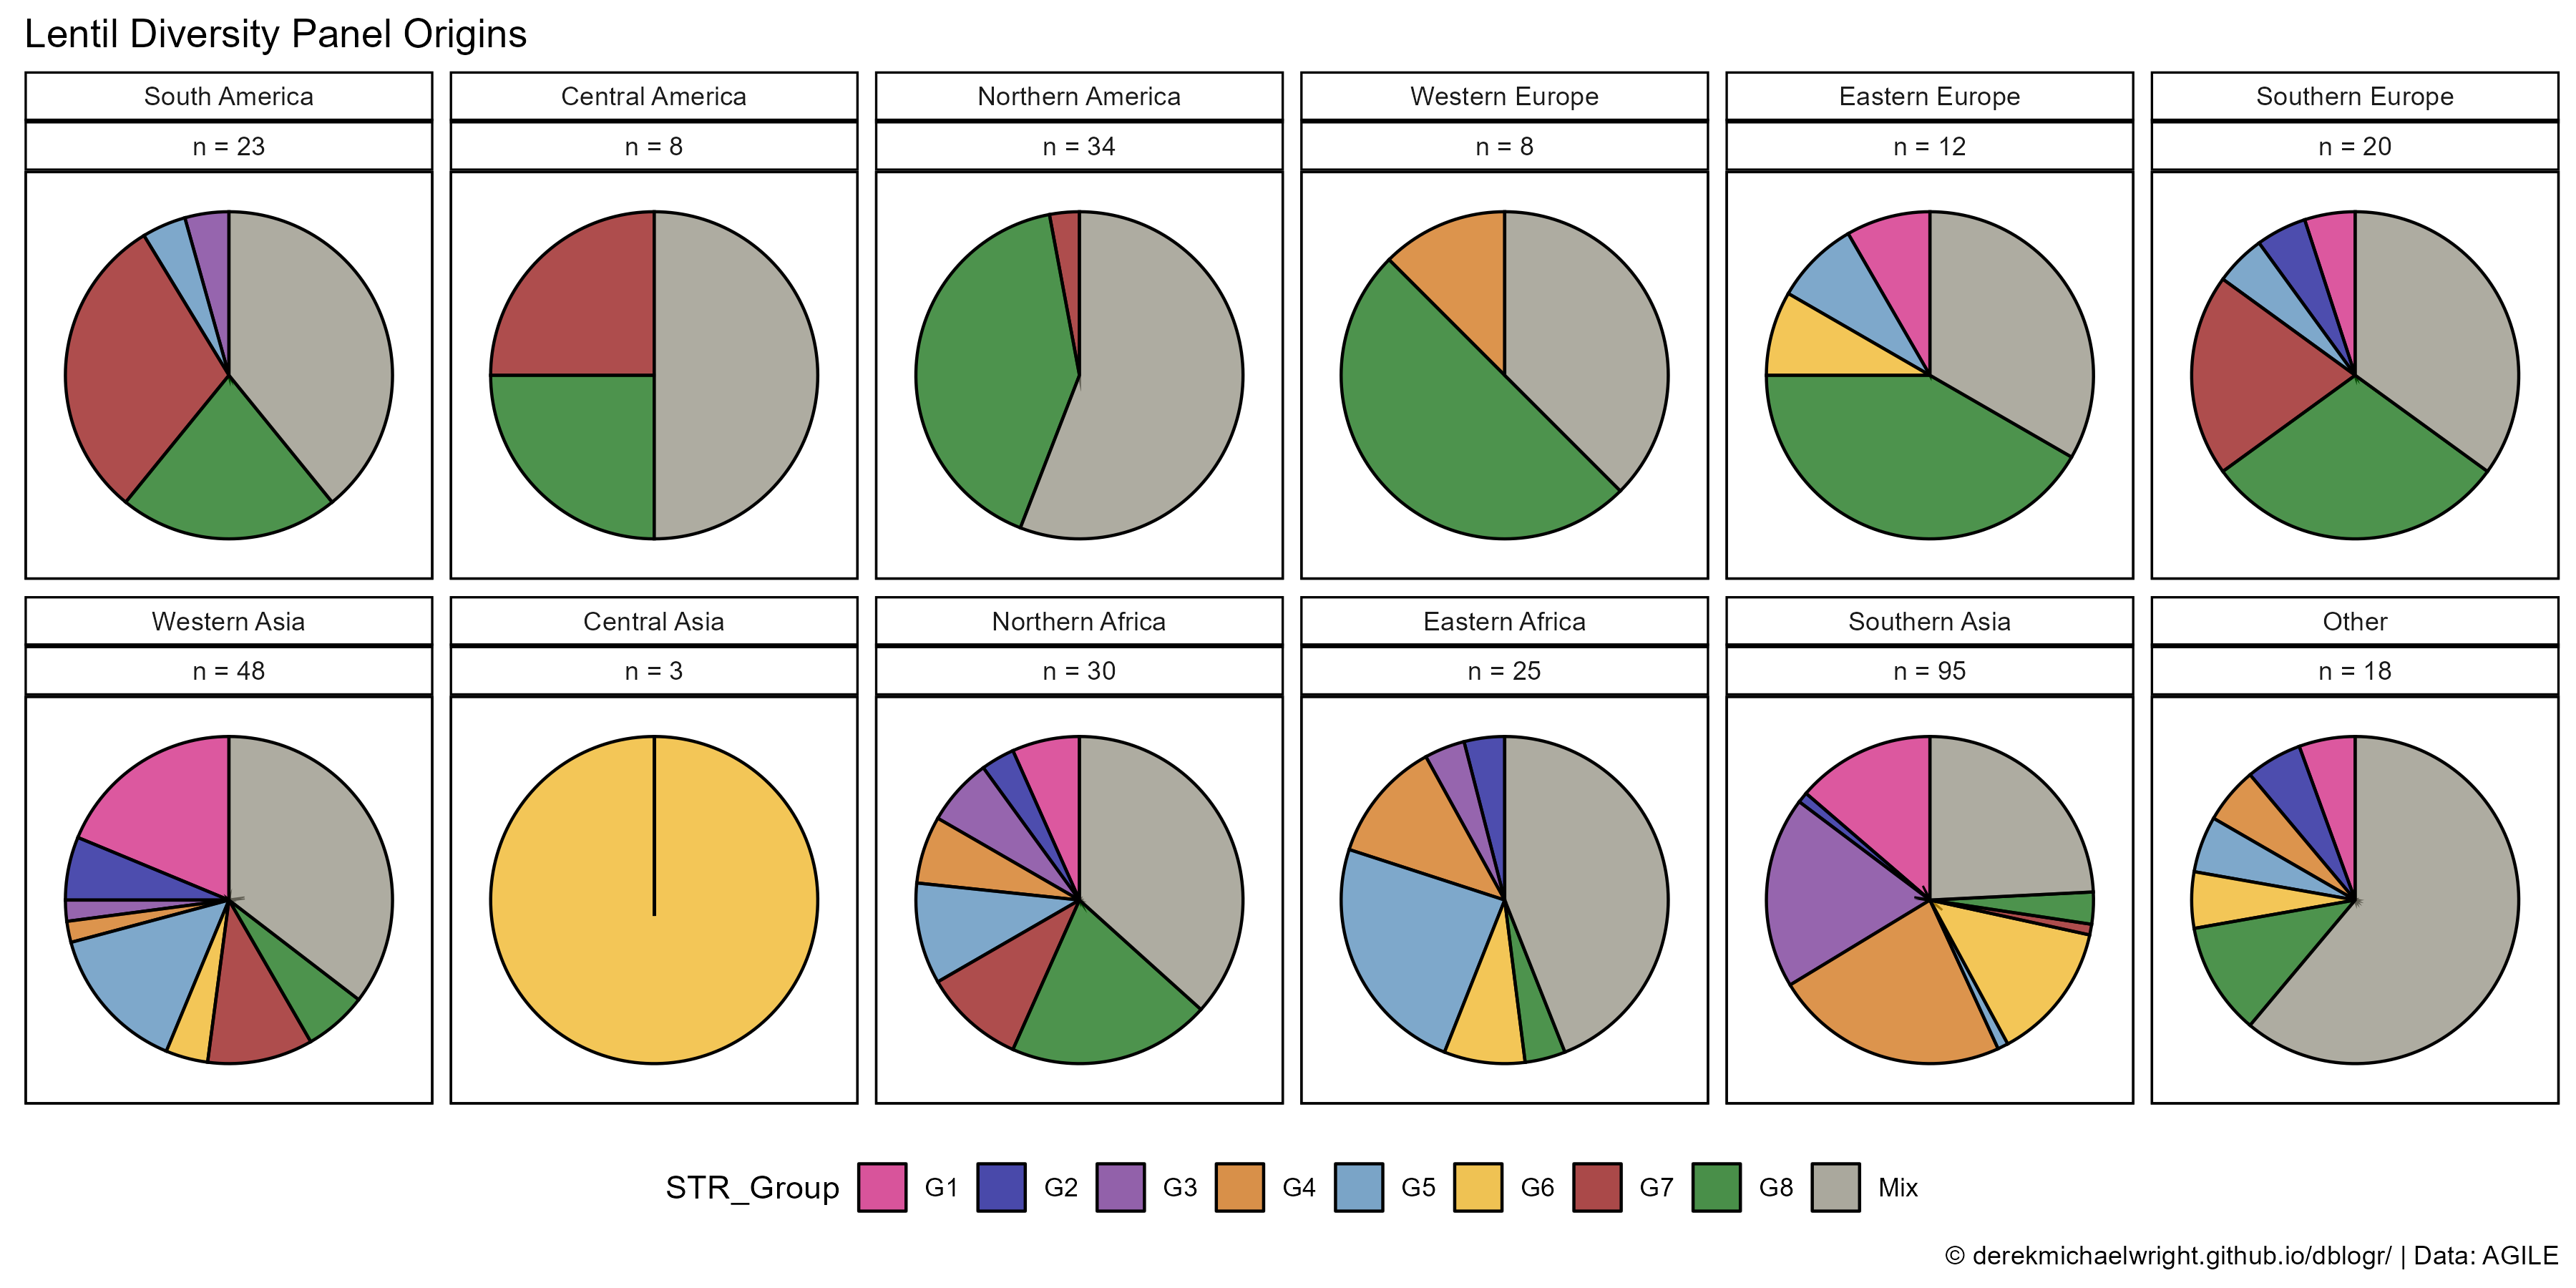 Lentil Diversity Panel Origins
South America
Central America
Northern America
Western Europe
Eastern Europe
Southern Europe
n = 23
n = 8
n = 34
n = 8
n = 12
n = 20
Western Asia
Central Asia
Northern Africa
Eastern Africa
Southern Asia
Other
n = 48
n = 3
n = 30
n = 25
n = 95
n = 18
STR_Group G1 G2 G3 G4 G5 G6 G7 G8 Mix
© derekmichaelwright.github.io/dblogr/ | Data: AGILE